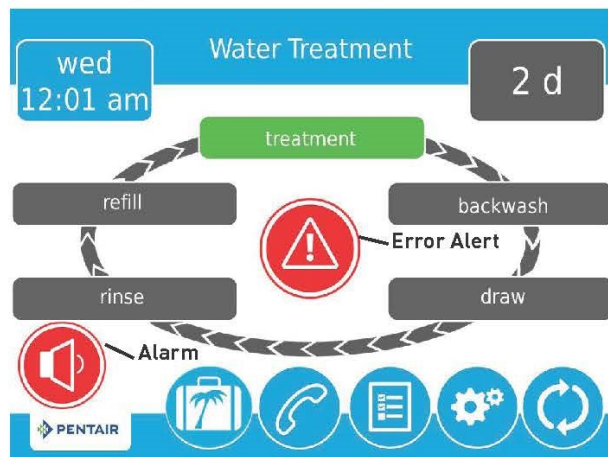 Water Treatment
wed
12:01 am
2 d
treatment
refill
backwash
Error Alert
rinse
draw
Alarm
PENTAIR